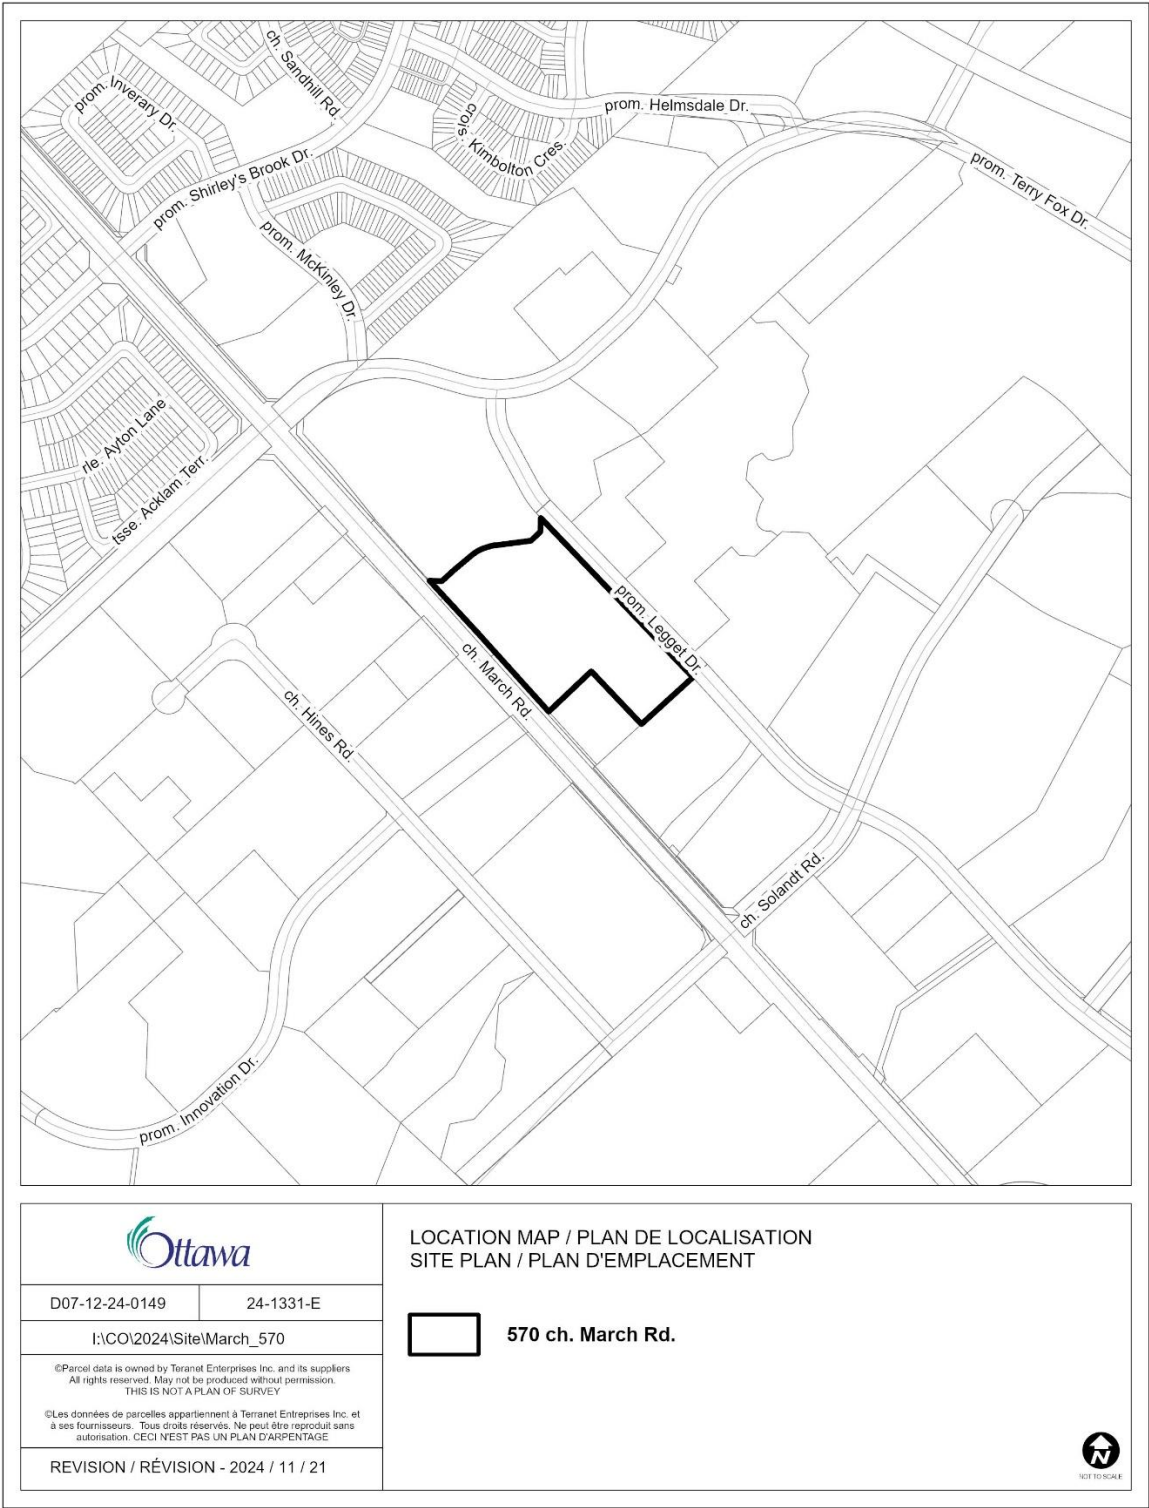 ch. Sandhill Rd.
prom. Inverary Dr.
prom. Helmsdale Dr.
crois. Kimbolton Cres.
prom. Shirley's Brook Dr.
prom. Terry Fox Dr.
prom. McKinley Dr.
rle. Ayton Lane
tsse. Acklam Terr.
prom. Legget Dr.
ch. March Rd.
ch. Hines Rd.
ch. Solandt Rd.
prom. Innovation Dr.
Ottawa
D07-12-24-0149
24-1331-E
I:\CO\2024\Site\March_570
©Parcel data is owned by Teranet Enterprises Inc. and its suppliers
All rights reserved. May not be produced without permission.
THIS IS NOT A PLAN OF SURVEY
©Les données de parcelles appartiennent à Terranet Entreprises Inc. et
à ses fournisseurs. Tous droits réservés. Ne peut être reproduit sans
autorisation. CECI N'EST PAS UN PLAN D'ARPENTAGE
REVISION / RÉVISION - 2024 / 11 / 21
LOCATION MAP / PLAN DE LOCALISATION
SITE PLAN / PLAN D'EMPLACEMENT
570 ch. March Rd.
N
NOT TO SCALE